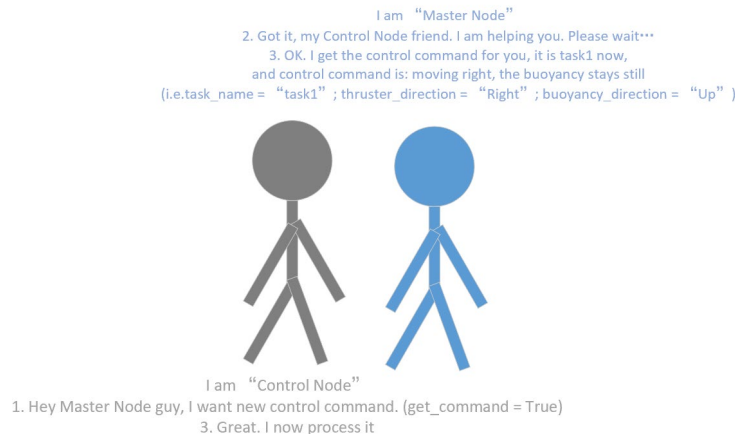 I am “Master Node”
2. Got it, my Control Node friend. I am helping you. Please wait…
3. OK. I get the control command for you, it is task1 now,
and control command is: moving right, the buoyancy stays still
(i.e.task_name = “task1” ; thruster_direction = “Right” ; buoyancy_direction = “Up” )
I am “Control Node”
1. Hey Master Node guy, I want new control command. (get_command = True)
3. Great. I now process it